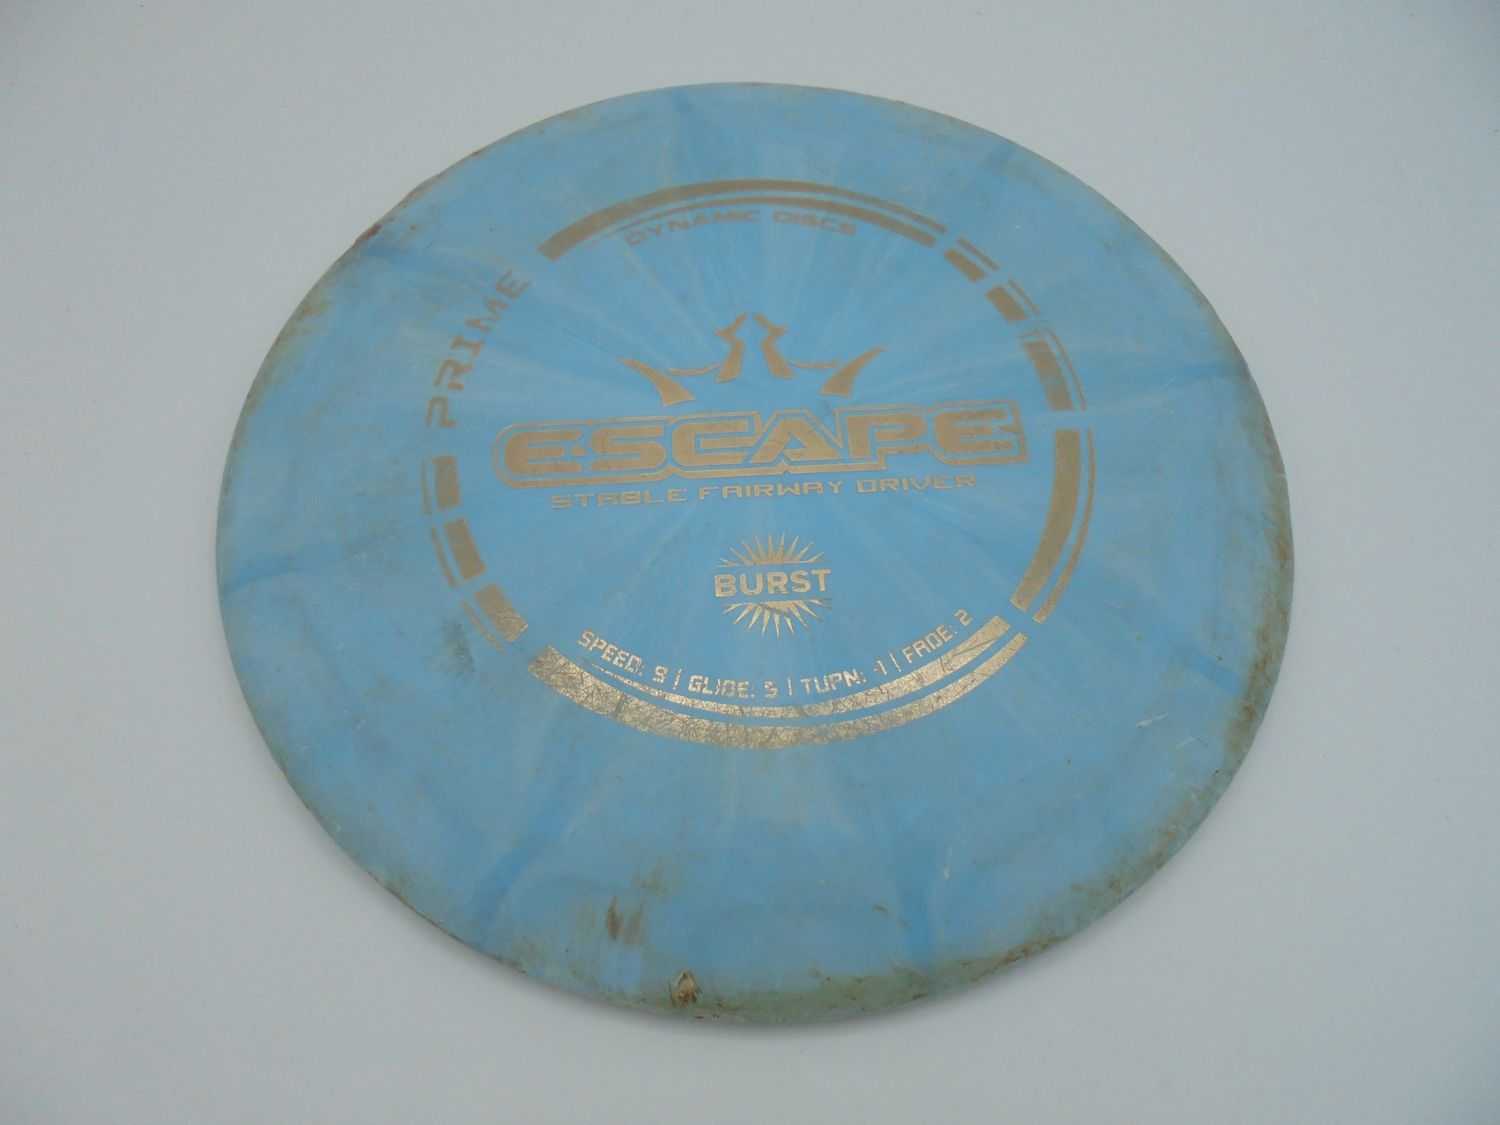 DYNAMIC DISCS
PRIME
ESCAPE
STABLE FAIRWAY DRIVER
BURST
SPEED: 9 | GLIDE: 5 | TURN: -1 | FADE: 2